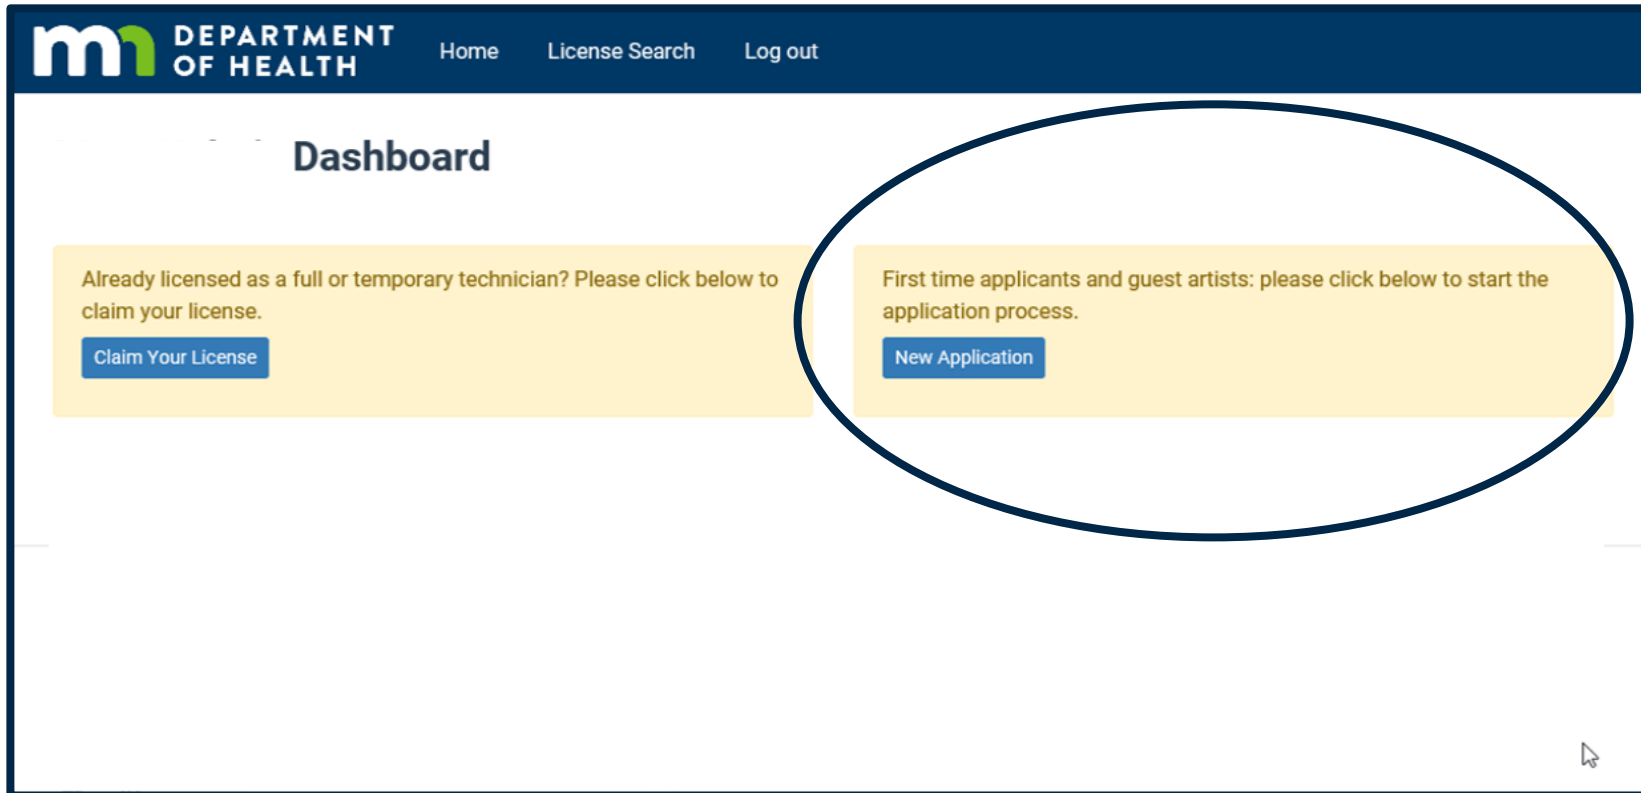 DEPARTMENT
OF HEALTH
Home License Search Log out
Dashboard
Already licensed as a full or temporary technician? Please click below to
claim your license.
Claim Your License
First time applicants and guest artists: please click below to start the
application process.
New Application